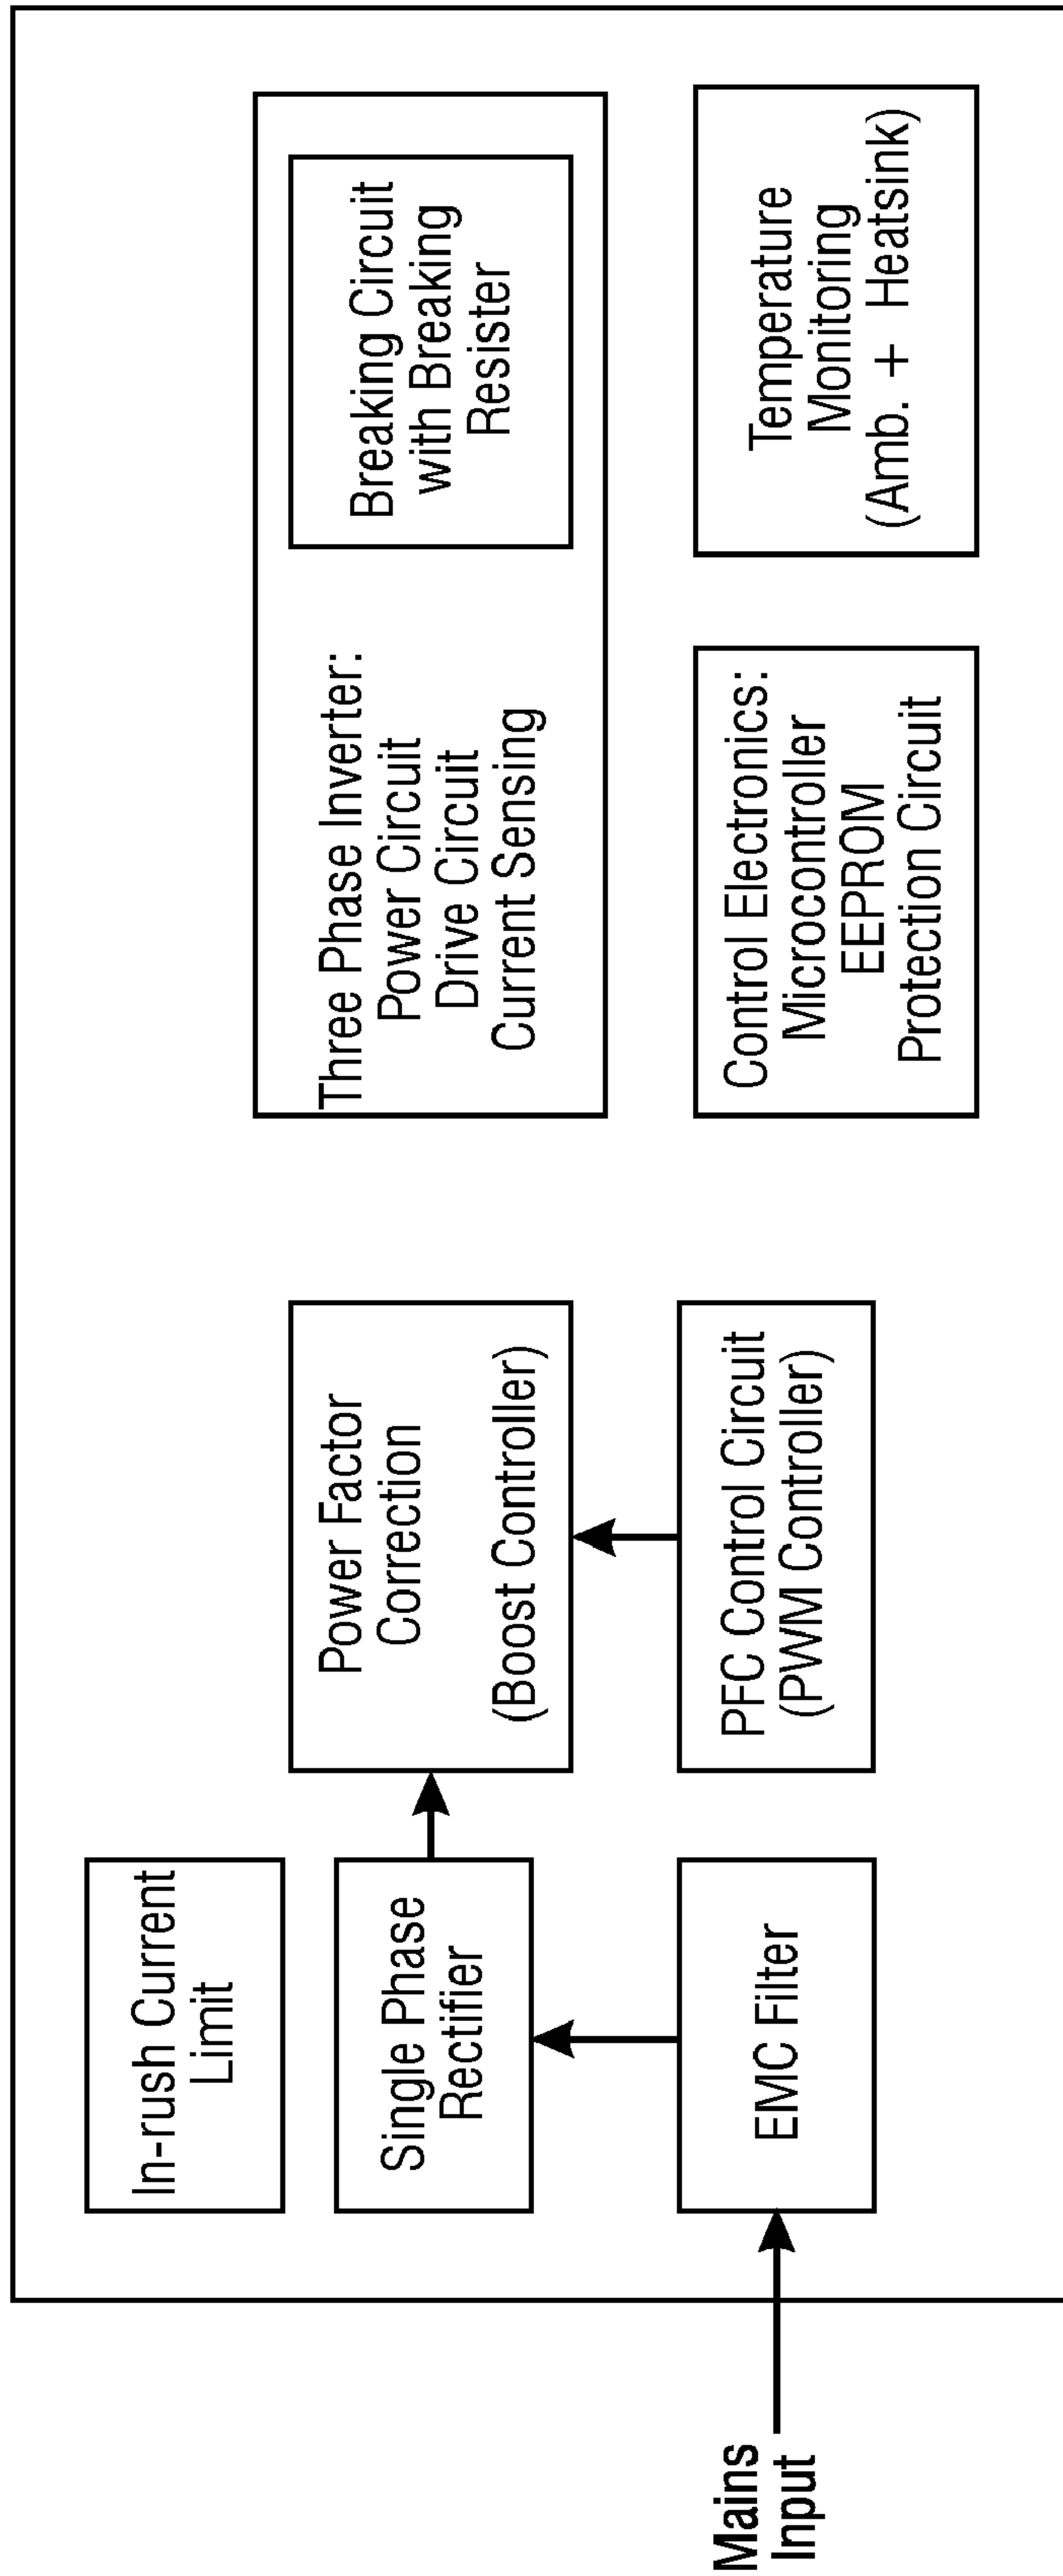 In-rush Current
Limit
Single Phase
Rectifier
EMC Filter
Mains
Input
Power Factor
Correction
(Boost Controller)
PFC Control Circuit
(PWM Controller)
Three Phase Inverter:
Power Circuit
Drive Circuit
Current Sensing
Breaking Circuit
with Breaking
Resister
Control Electronics:
Microcontroller
EEPROM
Protection Circuit
Temperature
Monitoring
(Amb. + Heatsink)